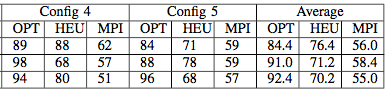 Config 4 Config 5 Average
OPT HEU MPI OPT HEU MPI OPT HEU MPI
89 88 62 84 71 59 84.4 76.4 56.0
98 68 57 88 78 59 91.0 71.2 58.4
94 80 51 96 68 57 92.4 70.2 55.0